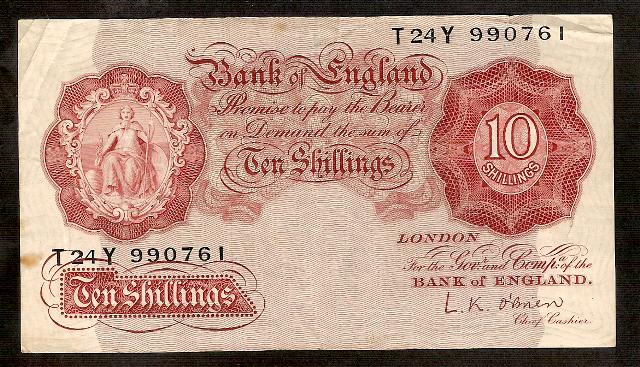 T24Y 990761
Bank of England
Promise to pay the Bearer
on Demand the sum of
Ten Shillings
10
SHILLINGS
T24Y 990761
Ten Shillings
LONDON
For the Govr. and Compa. of the
BANK of ENGLAND.
L. K. O'Brien
Chief Cashier.